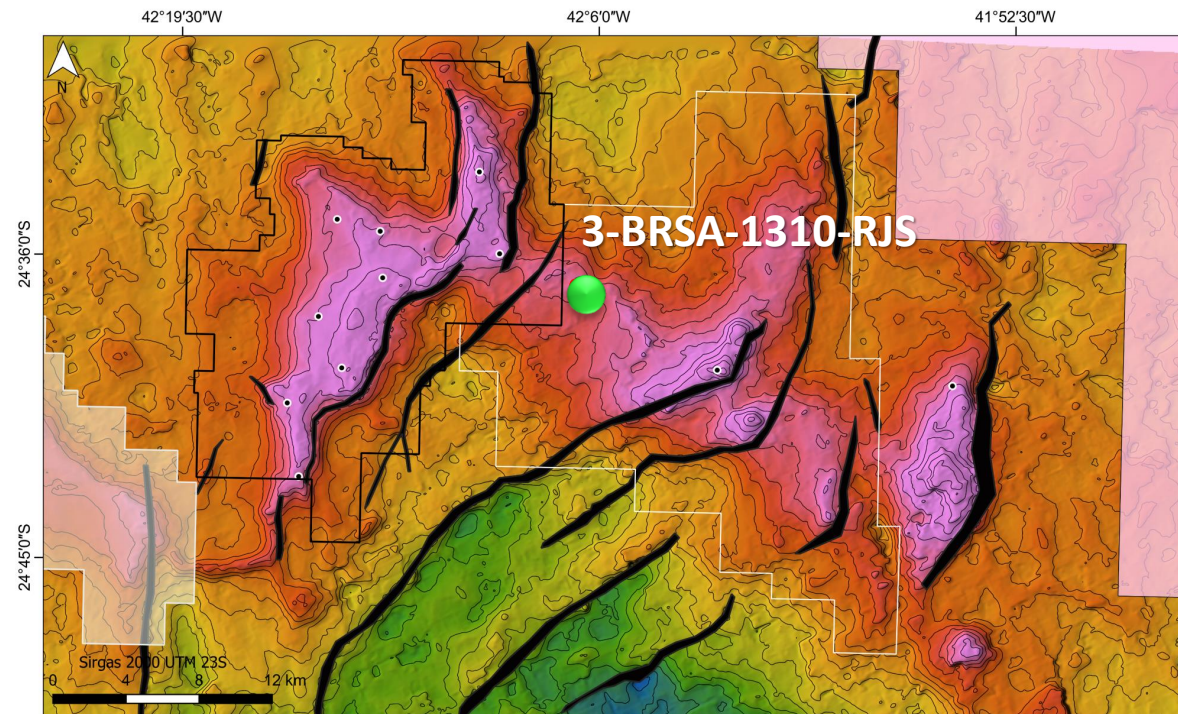 42°19'30"W
42°6'0"W
41°52'30"W
N
3-BRSA-1310-RJS
24°36'0"S
24°45'0"S
Sirgas 2000 UTM 23S
0 4 8 12 km